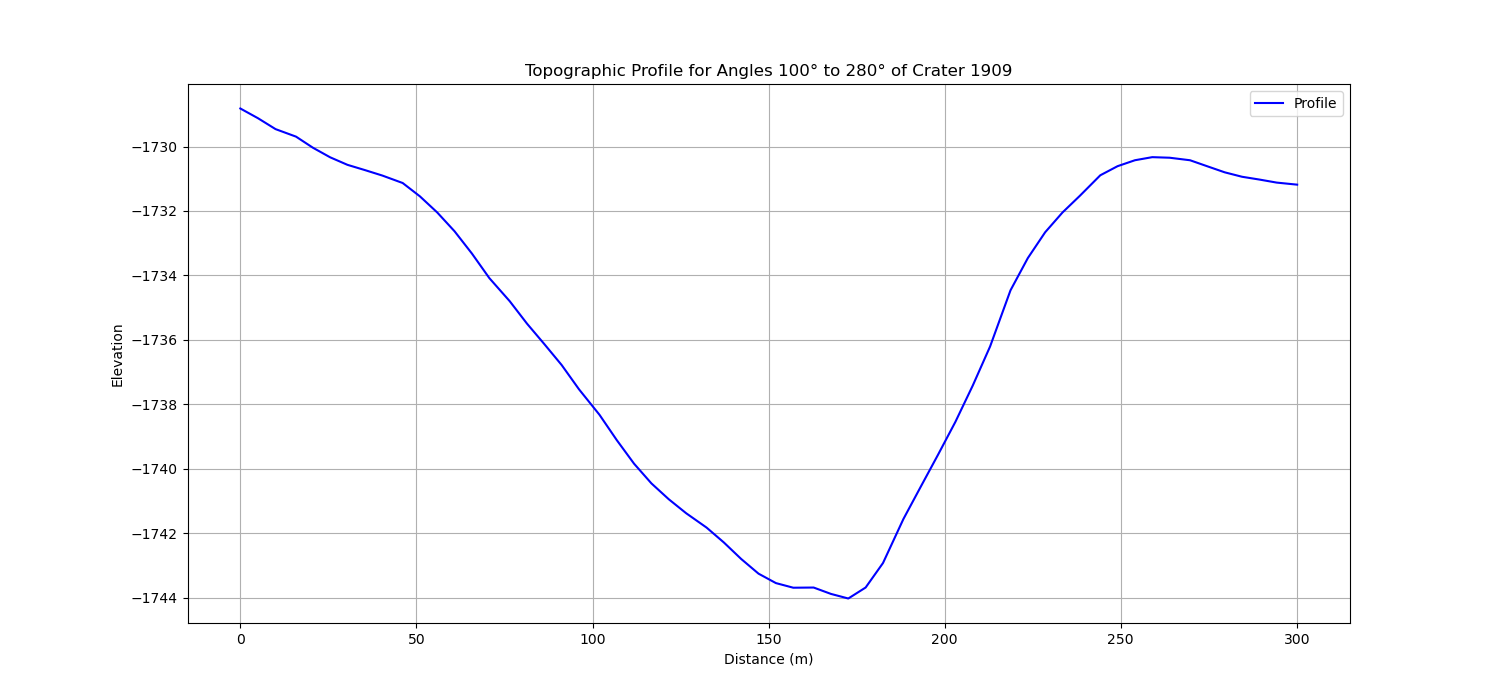 Topographic Profile for Angles 100° to 280° of Crater 1909
Profile
−1730
−1732
−1734
−1736
−1738
−1740
−1742
−1744
Elevation
0 50 100 150 200 250 300
Distance (m)